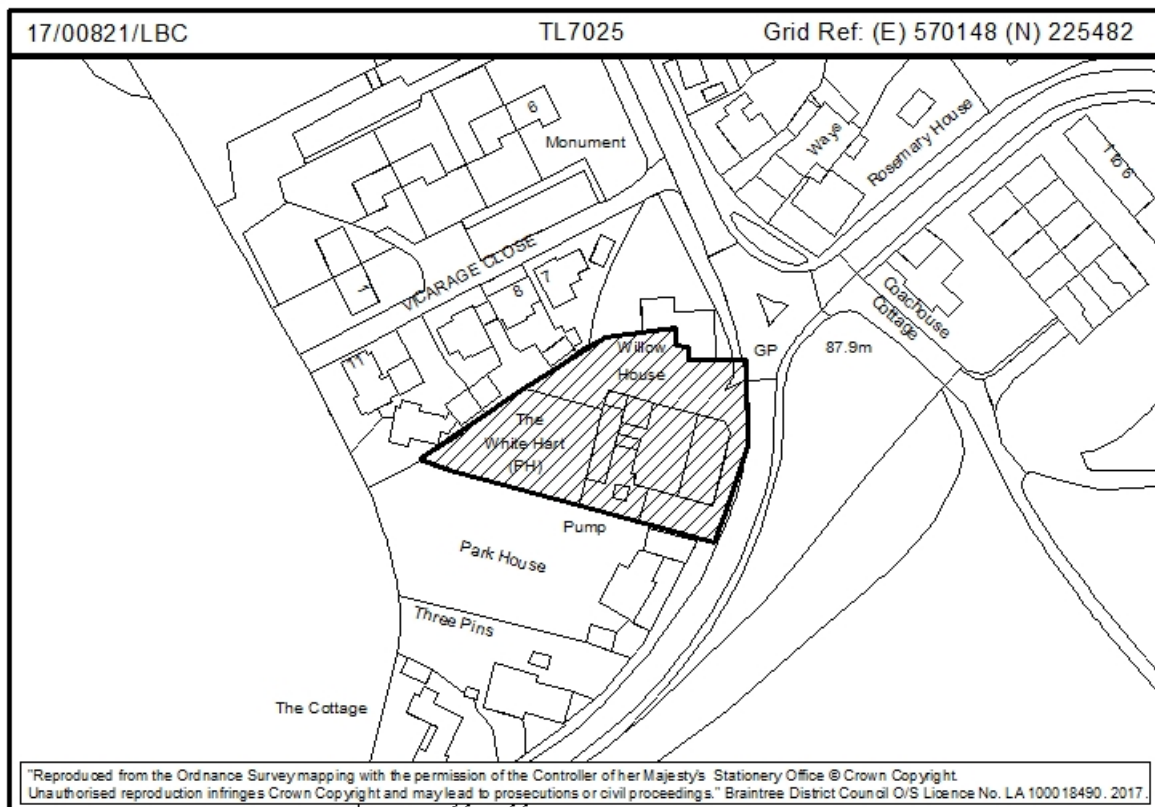 17/00821/LBC TL7025 Grid Ref: (E) 570148 (N) 225482
6
Monument
Ways
Rosemary House
1 to 6
VICARAGE CLOSE
1
7
8
11
Coachouse
Cottage
Willow
House
GP
87.9m
The
White Hart
(PH)
Pump
Park House
Three Pins
The Cottage
"Reproduced from the Ordnance Survey mapping with the permission of the Controller of her Majesty's Stationery Office © Crown Copyright.
Unauthorised reproduction infringes Crown Copyright and may lead to prosecutions or civil proceedings." Braintree District Council O/S Licence No. LA 100018490. 2017.